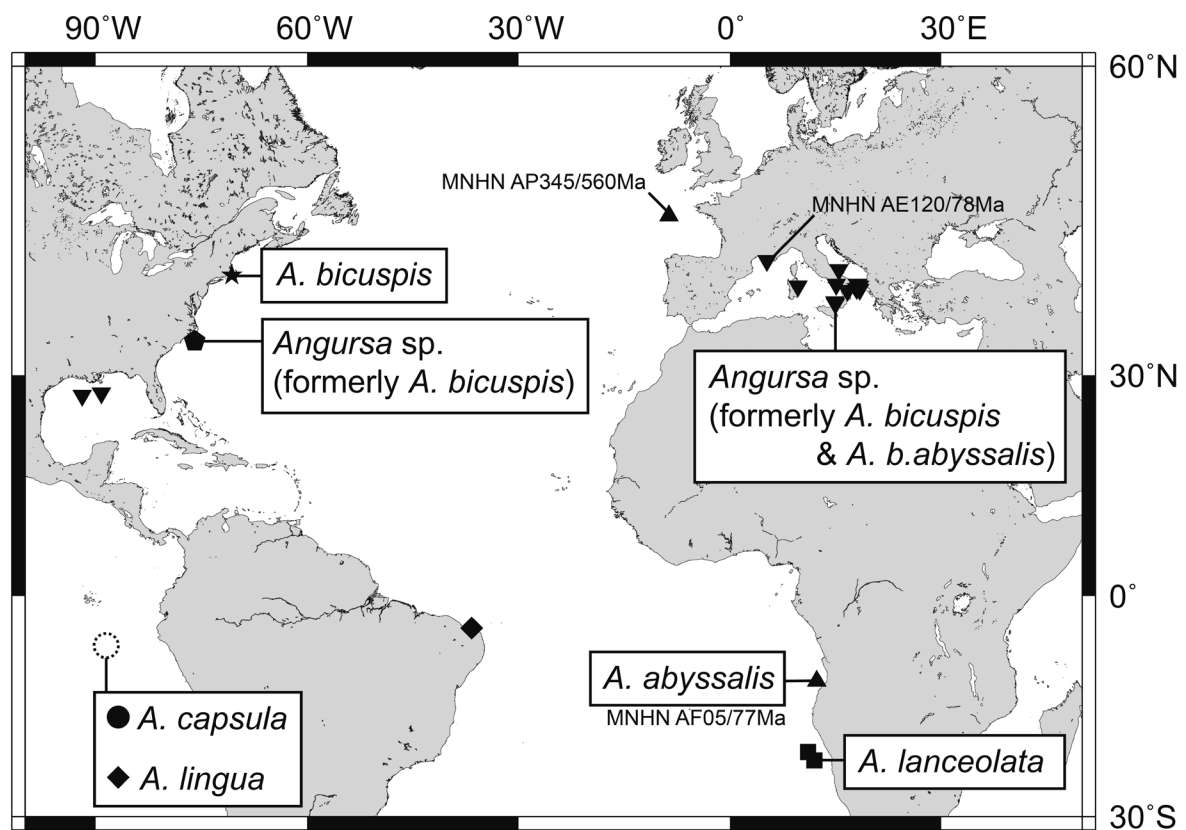 90˚W 60˚W 30˚W 0˚ 30˚E
60˚N
MNHN AP345/560Ma
MNHN AE120/78Ma
A. bicuspis
Angursa sp.
(formerly A. bicuspis)
30˚N
Angursa sp.
(formerly A. bicuspis
& A. b.abyssalis)
0˚
A. abyssalis
MNHN AF05/77Ma
A. capsula
A. lingua
A. lanceolata
30˚S